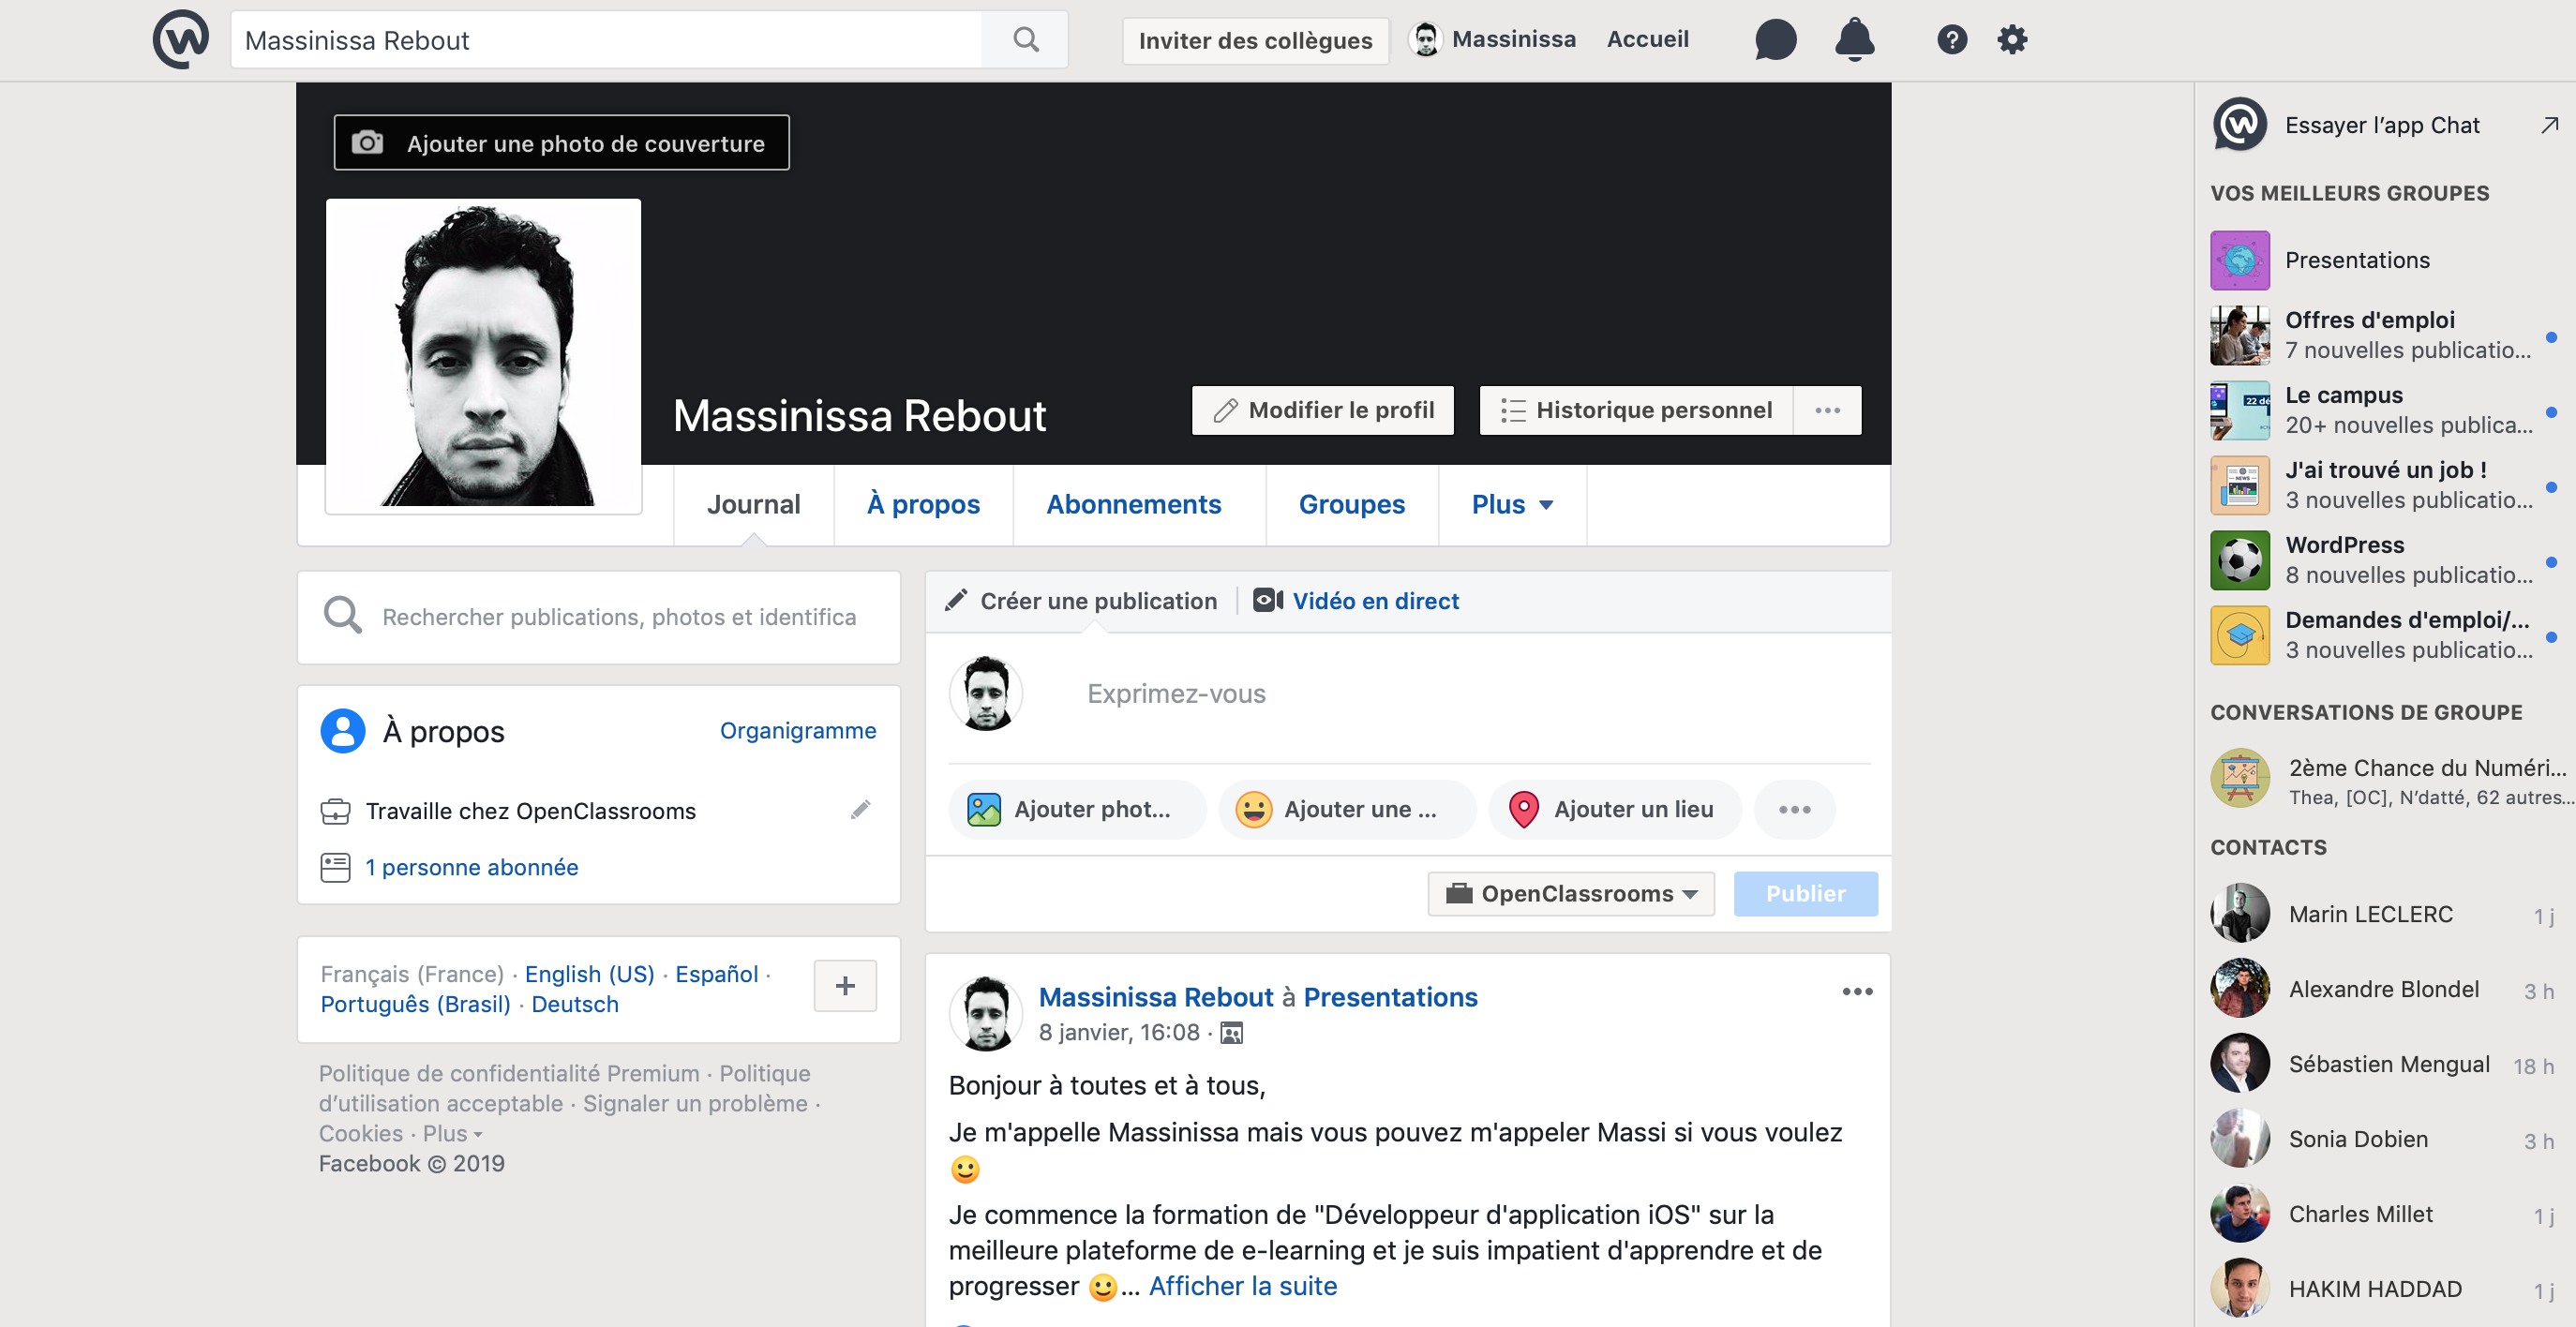 Massinissa Rebout
Inviter des collègues
Massinissa
Accueil
Ajouter une photo de couverture
Massinissa Rebout
Modifier le profil
Historique personnel
Journal
À propos
Abonnements
Groupes
Plus
Rechercher publications, photos et identifica
À propos
Organigramme
Travaille chez OpenClassrooms
1 personne abonnée
Français (France) · English (US) · Español ·
Português (Brasil) · Deutsch
Politique de confidentialité Premium · Politique
d’utilisation acceptable · Signaler un problème ·
Cookies · Plus
Facebook © 2019
Créer une publication
Vidéo en direct
Exprimez-vous
Ajouter phot...
Ajouter une ...
Ajouter un lieu
OpenClassrooms
Publier
Massinissa Rebout à Presentations
8 janvier, 16:08 ·
Bonjour à toutes et à tous,
Je m'appelle Massinissa mais vous pouvez m'appeler Massi si vous voulez
🙂
Je commence la formation de "Développeur d'application iOS" sur la
meilleure plateforme de e-learning et je suis impatient d'apprendre et de
progresser 🙂... Afficher la suite
Essayer l’app Chat
VOS MEILLEURS GROUPES
Presentations
Offres d'emploi
7 nouvelles publicatio...
22 dé
Le campus
20+ nouvelles publica...
NEWS
J'ai trouvé un job !
3 nouvelles publicatio...
WordPress
8 nouvelles publicatio...
Demandes d'emploi/...
3 nouvelles publicatio...
CONVERSATIONS DE GROUPE
2ème Chance du Numéri...
Thea, [OC], N’datté, 62 autres...
CONTACTS
Marin LECLERC 1 j
Alexandre Blondel 3 h
Sébastien Mengual 18 h
Sonia Dobien 3 h
Charles Millet 1 j
HAKIM HADDAD 1 j